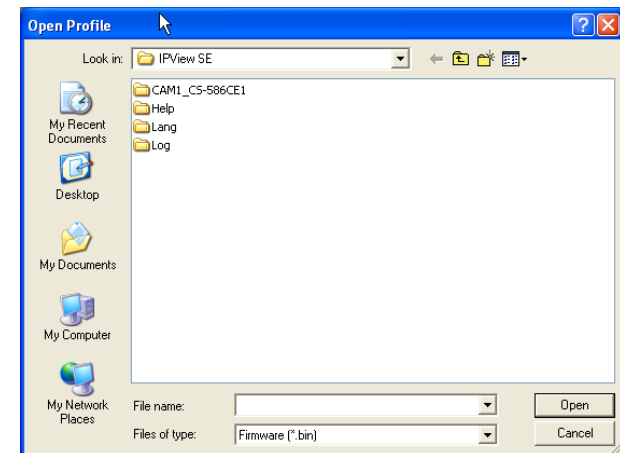 Open Profile
Look in:
IPView SE
CAM1_CS-586CE1
Help
Lang
Log
My Recent
Documents
Desktop
My Documents
My Computer
My Network
Places
File name:
Open
Files of type:
Firmware (*.bin)
Cancel